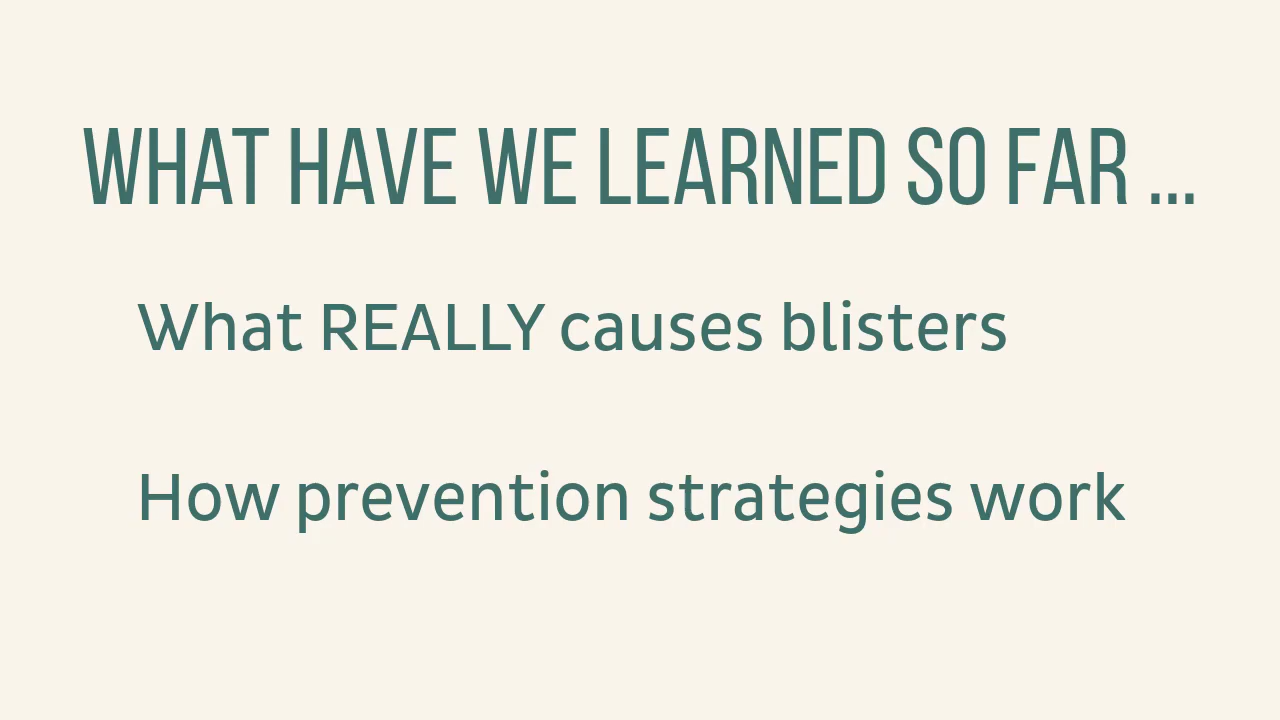 WHAT HAVE WE LEARNED SO FAR ...
What REALLY causes blisters
How prevention strategies work